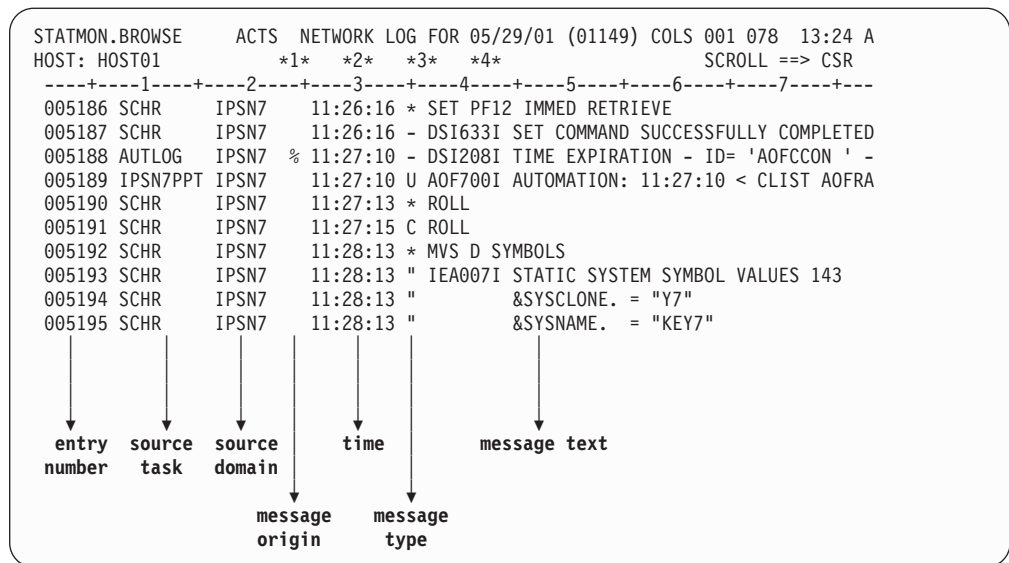 STATMON.BROWSE     ACTS  NETWORK LOG FOR 05/29/01 (01149) COLS 001 078  13:24 A
HOST: HOST01           *1*   *2*   *3*   *4*                   SCROLL ==> CSR
----+----1----+----2----+----3----+----4----+----5----+----6----+----7----+---
005186 SCHR     IPSN7     11:26:16 * SET PF12 IMMED RETRIEVE
005187 SCHR     IPSN7     11:26:16 - DSI633I SET COMMAND SUCCESSFULLY COMPLETED
005188 AUTLOG   IPSN7   % 11:27:10 - DSI208I TIME EXPIRATION - ID= 'AOFCCON ' -
005189 IPSN7PPT IPSN7     11:27:10 U AOF700I AUTOMATION: 11:27:10 < CLIST AOFRA
005190 SCHR     IPSN7     11:27:13 * ROLL
005191 SCHR     IPSN7     11:27:15 C ROLL
005192 SCHR     IPSN7     11:28:13 * MVS D SYMBOLS
005193 SCHR     IPSN7     11:28:13 " IEA007I STATIC SYSTEM SYMBOL VALUES 143
005194 SCHR     IPSN7     11:28:13 "         &SYSCLONE. = "Y7"
005195 SCHR     IPSN7     11:28:13 "         &SYSNAME.  = "KEY7"
entry source source time message text
number task domain
message message
origin type